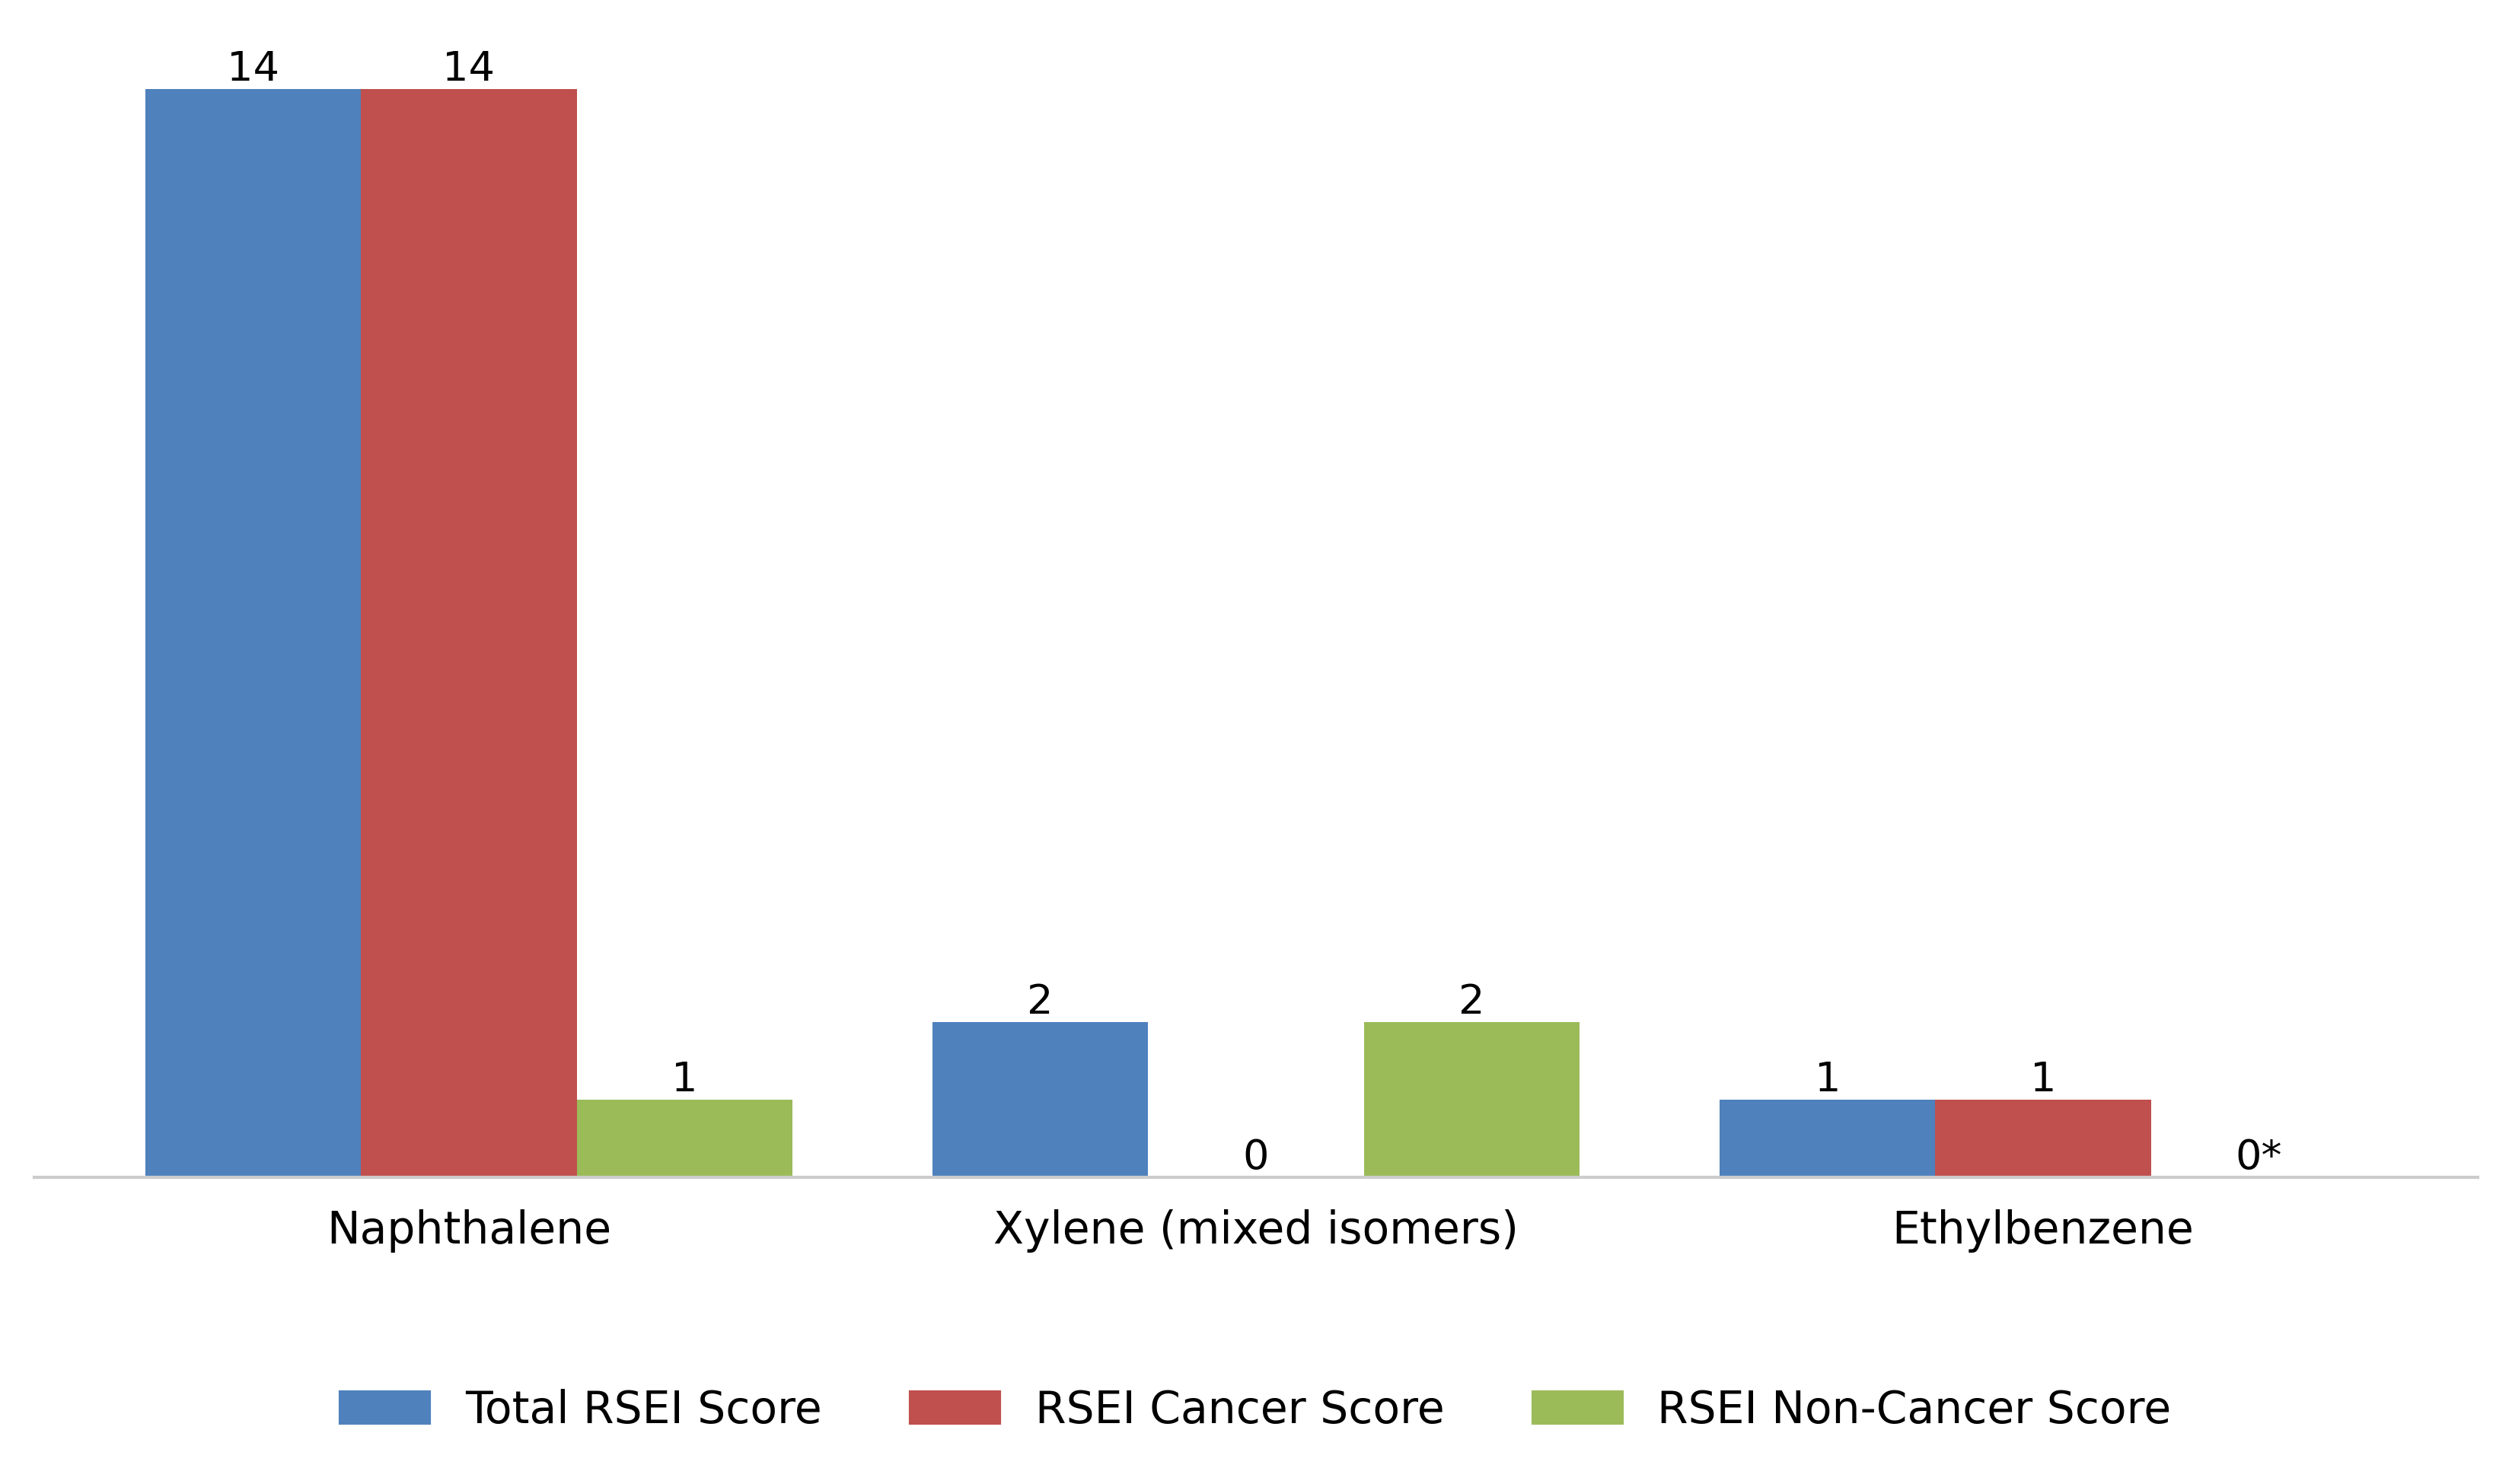 14 14
1
2
0
2
1 1
0*
Naphthalene
Xylene (mixed isomers)
Ethylbenzene
Total RSEI Score
RSEI Cancer Score
RSEI Non-Cancer Score